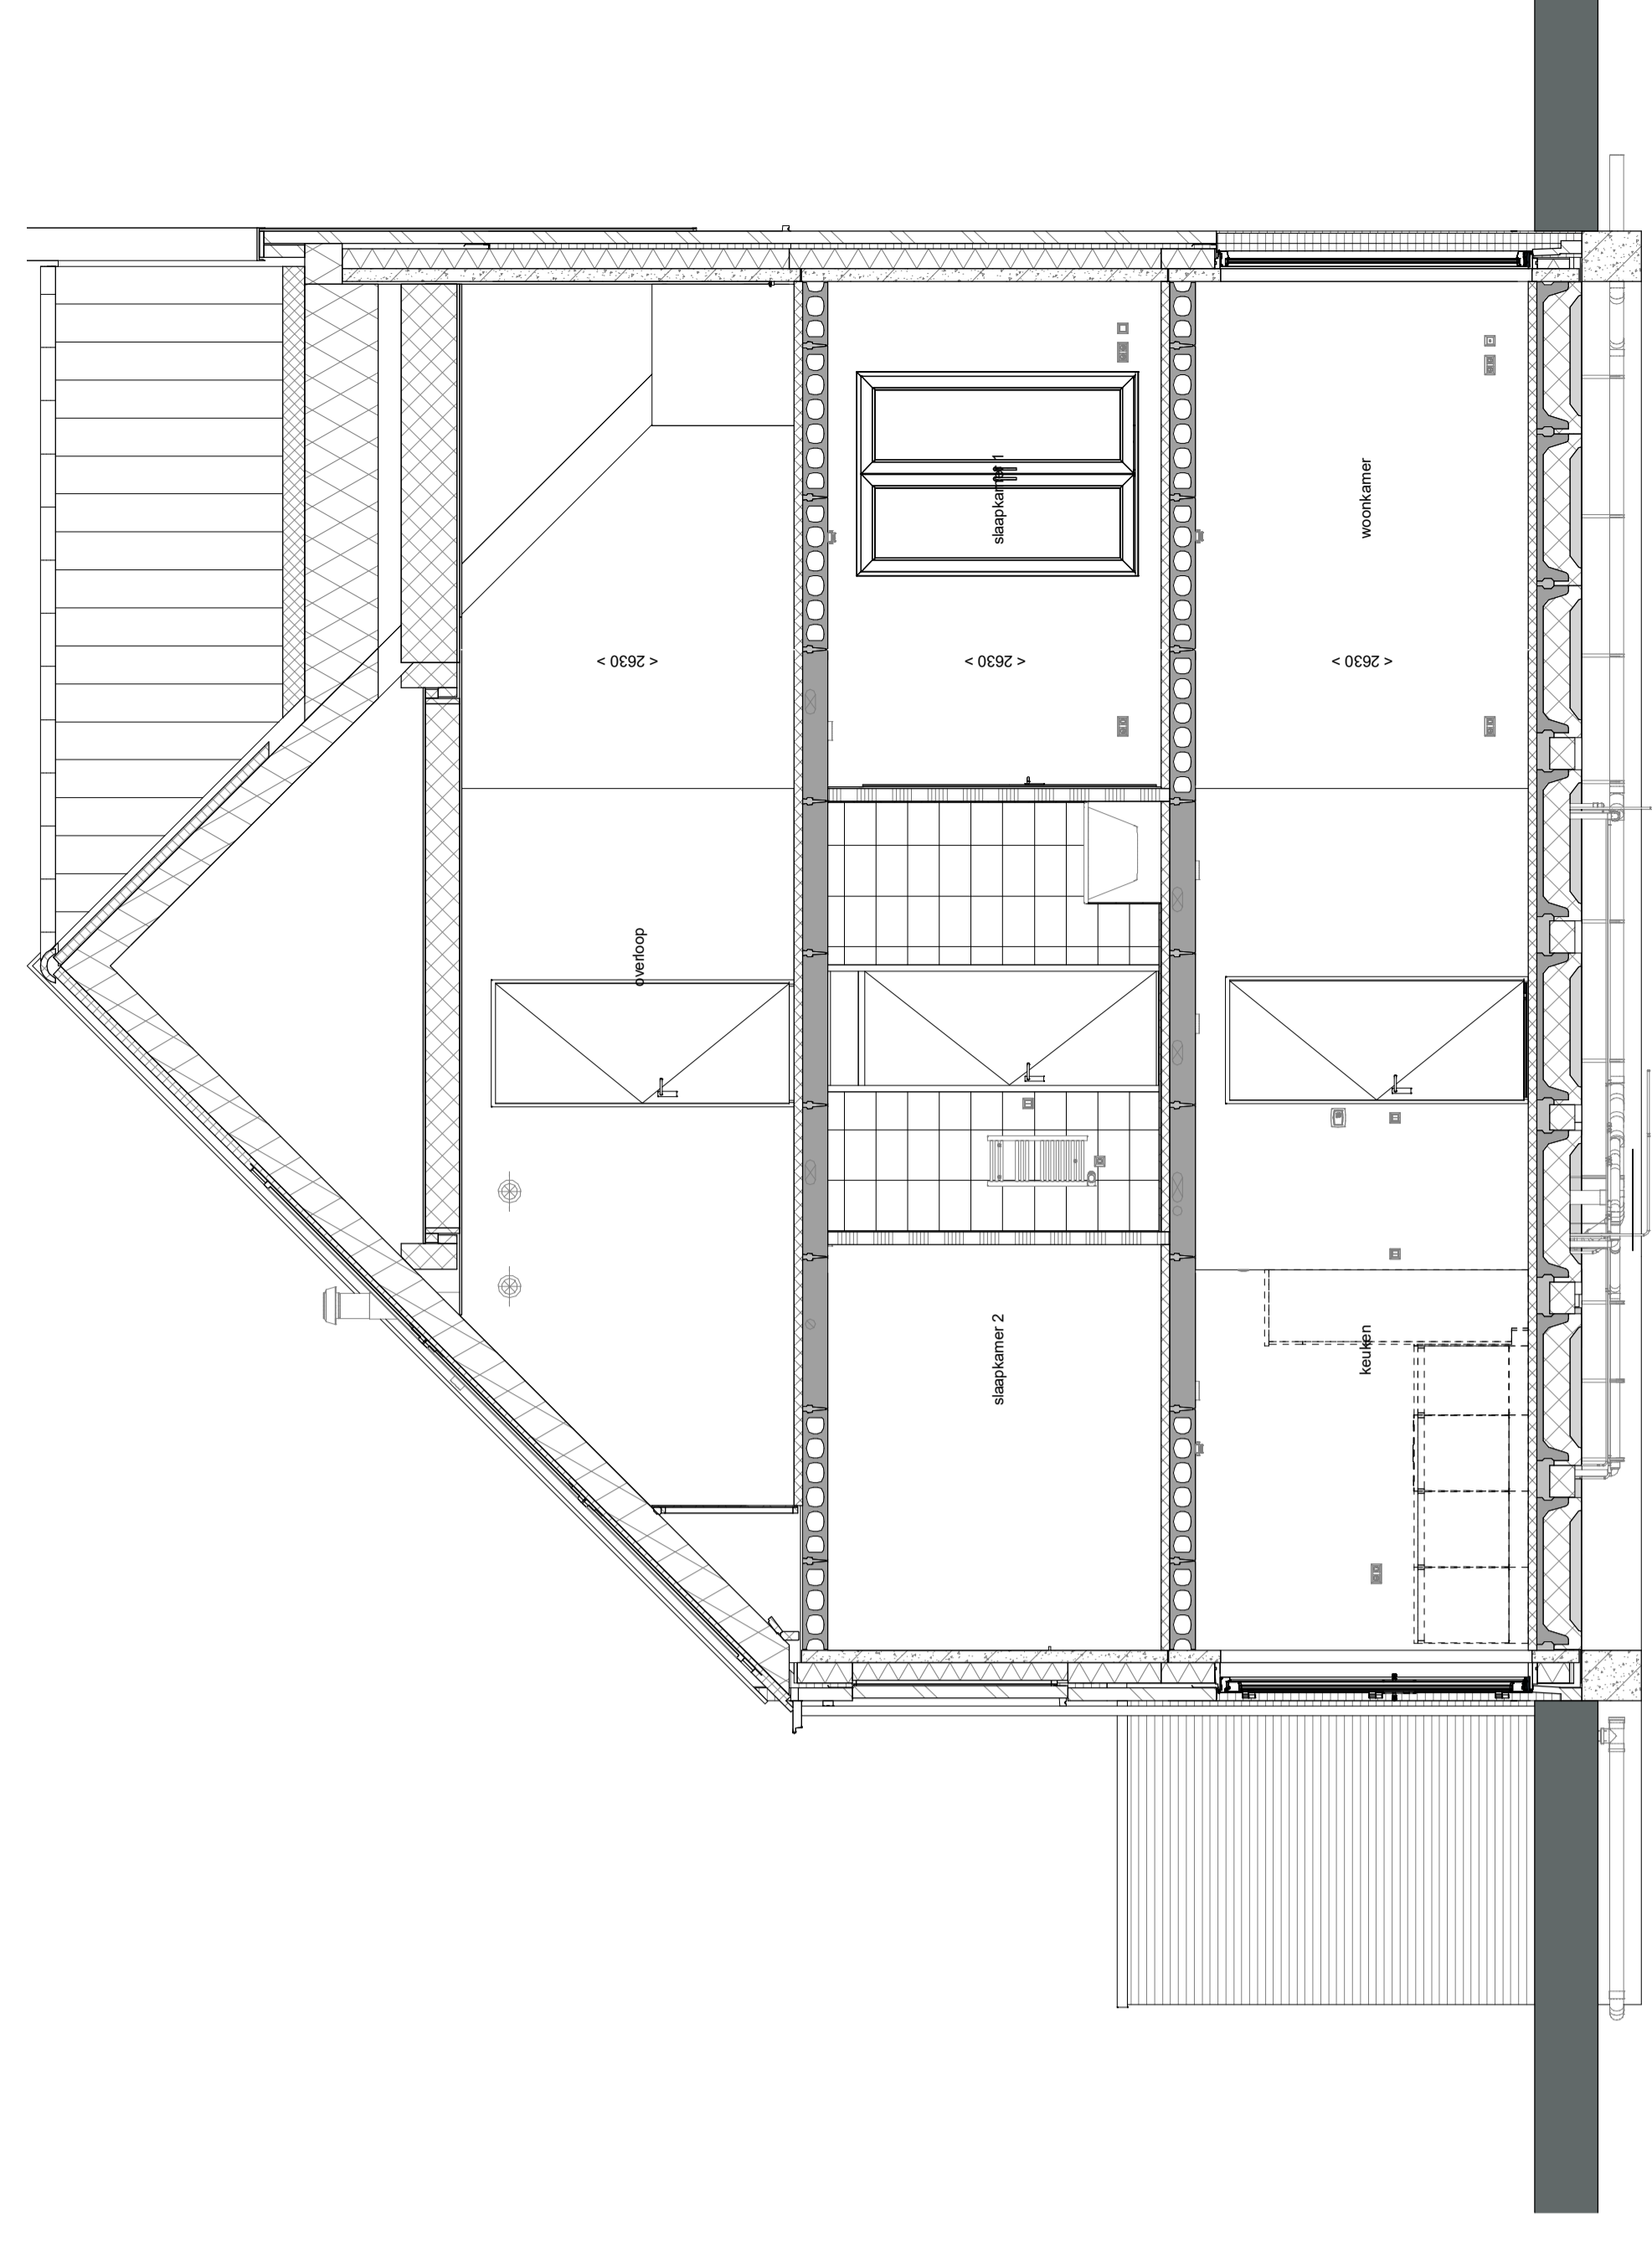 overloop
< 2630 >
slaapkamer 2
slaapkamer 1
< 2630 >
keuken
woonkamer
< 2630 >